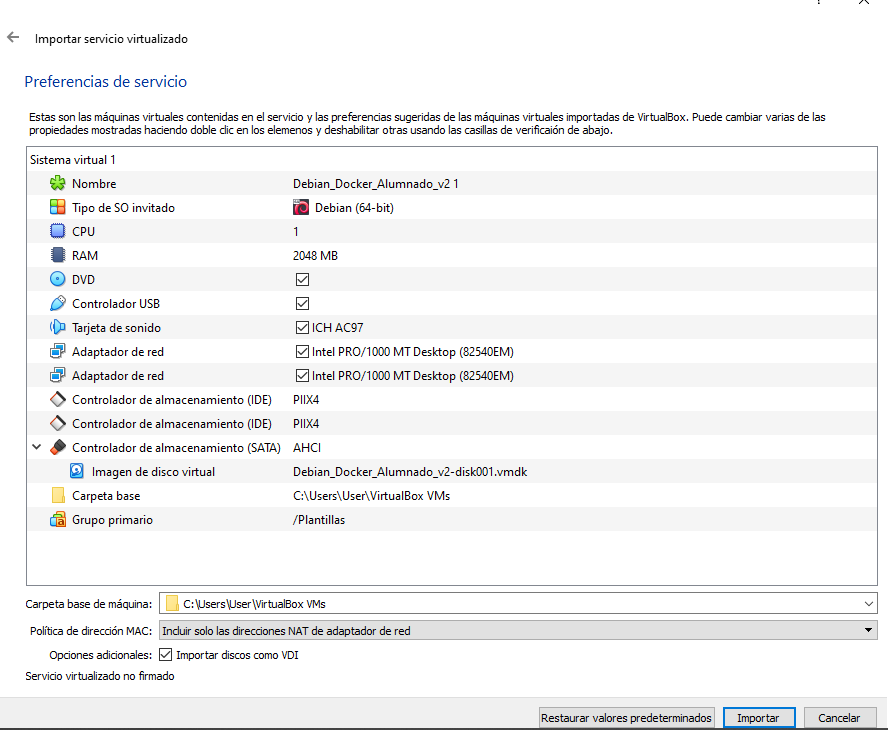 Importar servicio virtualizado
Preferencias de servicio
Estas son las máquinas virtuales contenidas en el servicio y las preferencias sugeridas de las máquinas virtuales importadas de VirtualBox. Puede cambiar varias de las
propiedades mostradas haciendo doble clic en los elemenos y deshabilitar otras usando las casillas de verificaión de abajo.
Sistema virtual 1
Nombre Debian_Docker_Alumnado_v2 1
Tipo de SO invitado Debian (64-bit)
CPU 1
RAM 2048 MB
DVD
Controlador USB
Tarjeta de sonido ICH AC97
Adaptador de red Intel PRO/1000 MT Desktop (82540EM)
Adaptador de red Intel PRO/1000 MT Desktop (82540EM)
Controlador de almacenamiento (IDE) PIIX4
Controlador de almacenamiento (IDE) PIIX4
Controlador de almacenamiento (SATA) AHCI
Imagen de disco virtual Debian_Docker_Alumnado_v2-disk001.vmdk
Carpeta base C:\Users\User\VirtualBox VMs
Grupo primario /Plantillas
Carpeta base de máquina: C:\Users\User\VirtualBox VMs
Política de dirección MAC: Incluir solo las direcciones NAT de adaptador de red
Opciones adicionales: Importar discos como VDI
Servicio virtualizado no firmado
Restaurar valores predeterminados Importar Cancelar